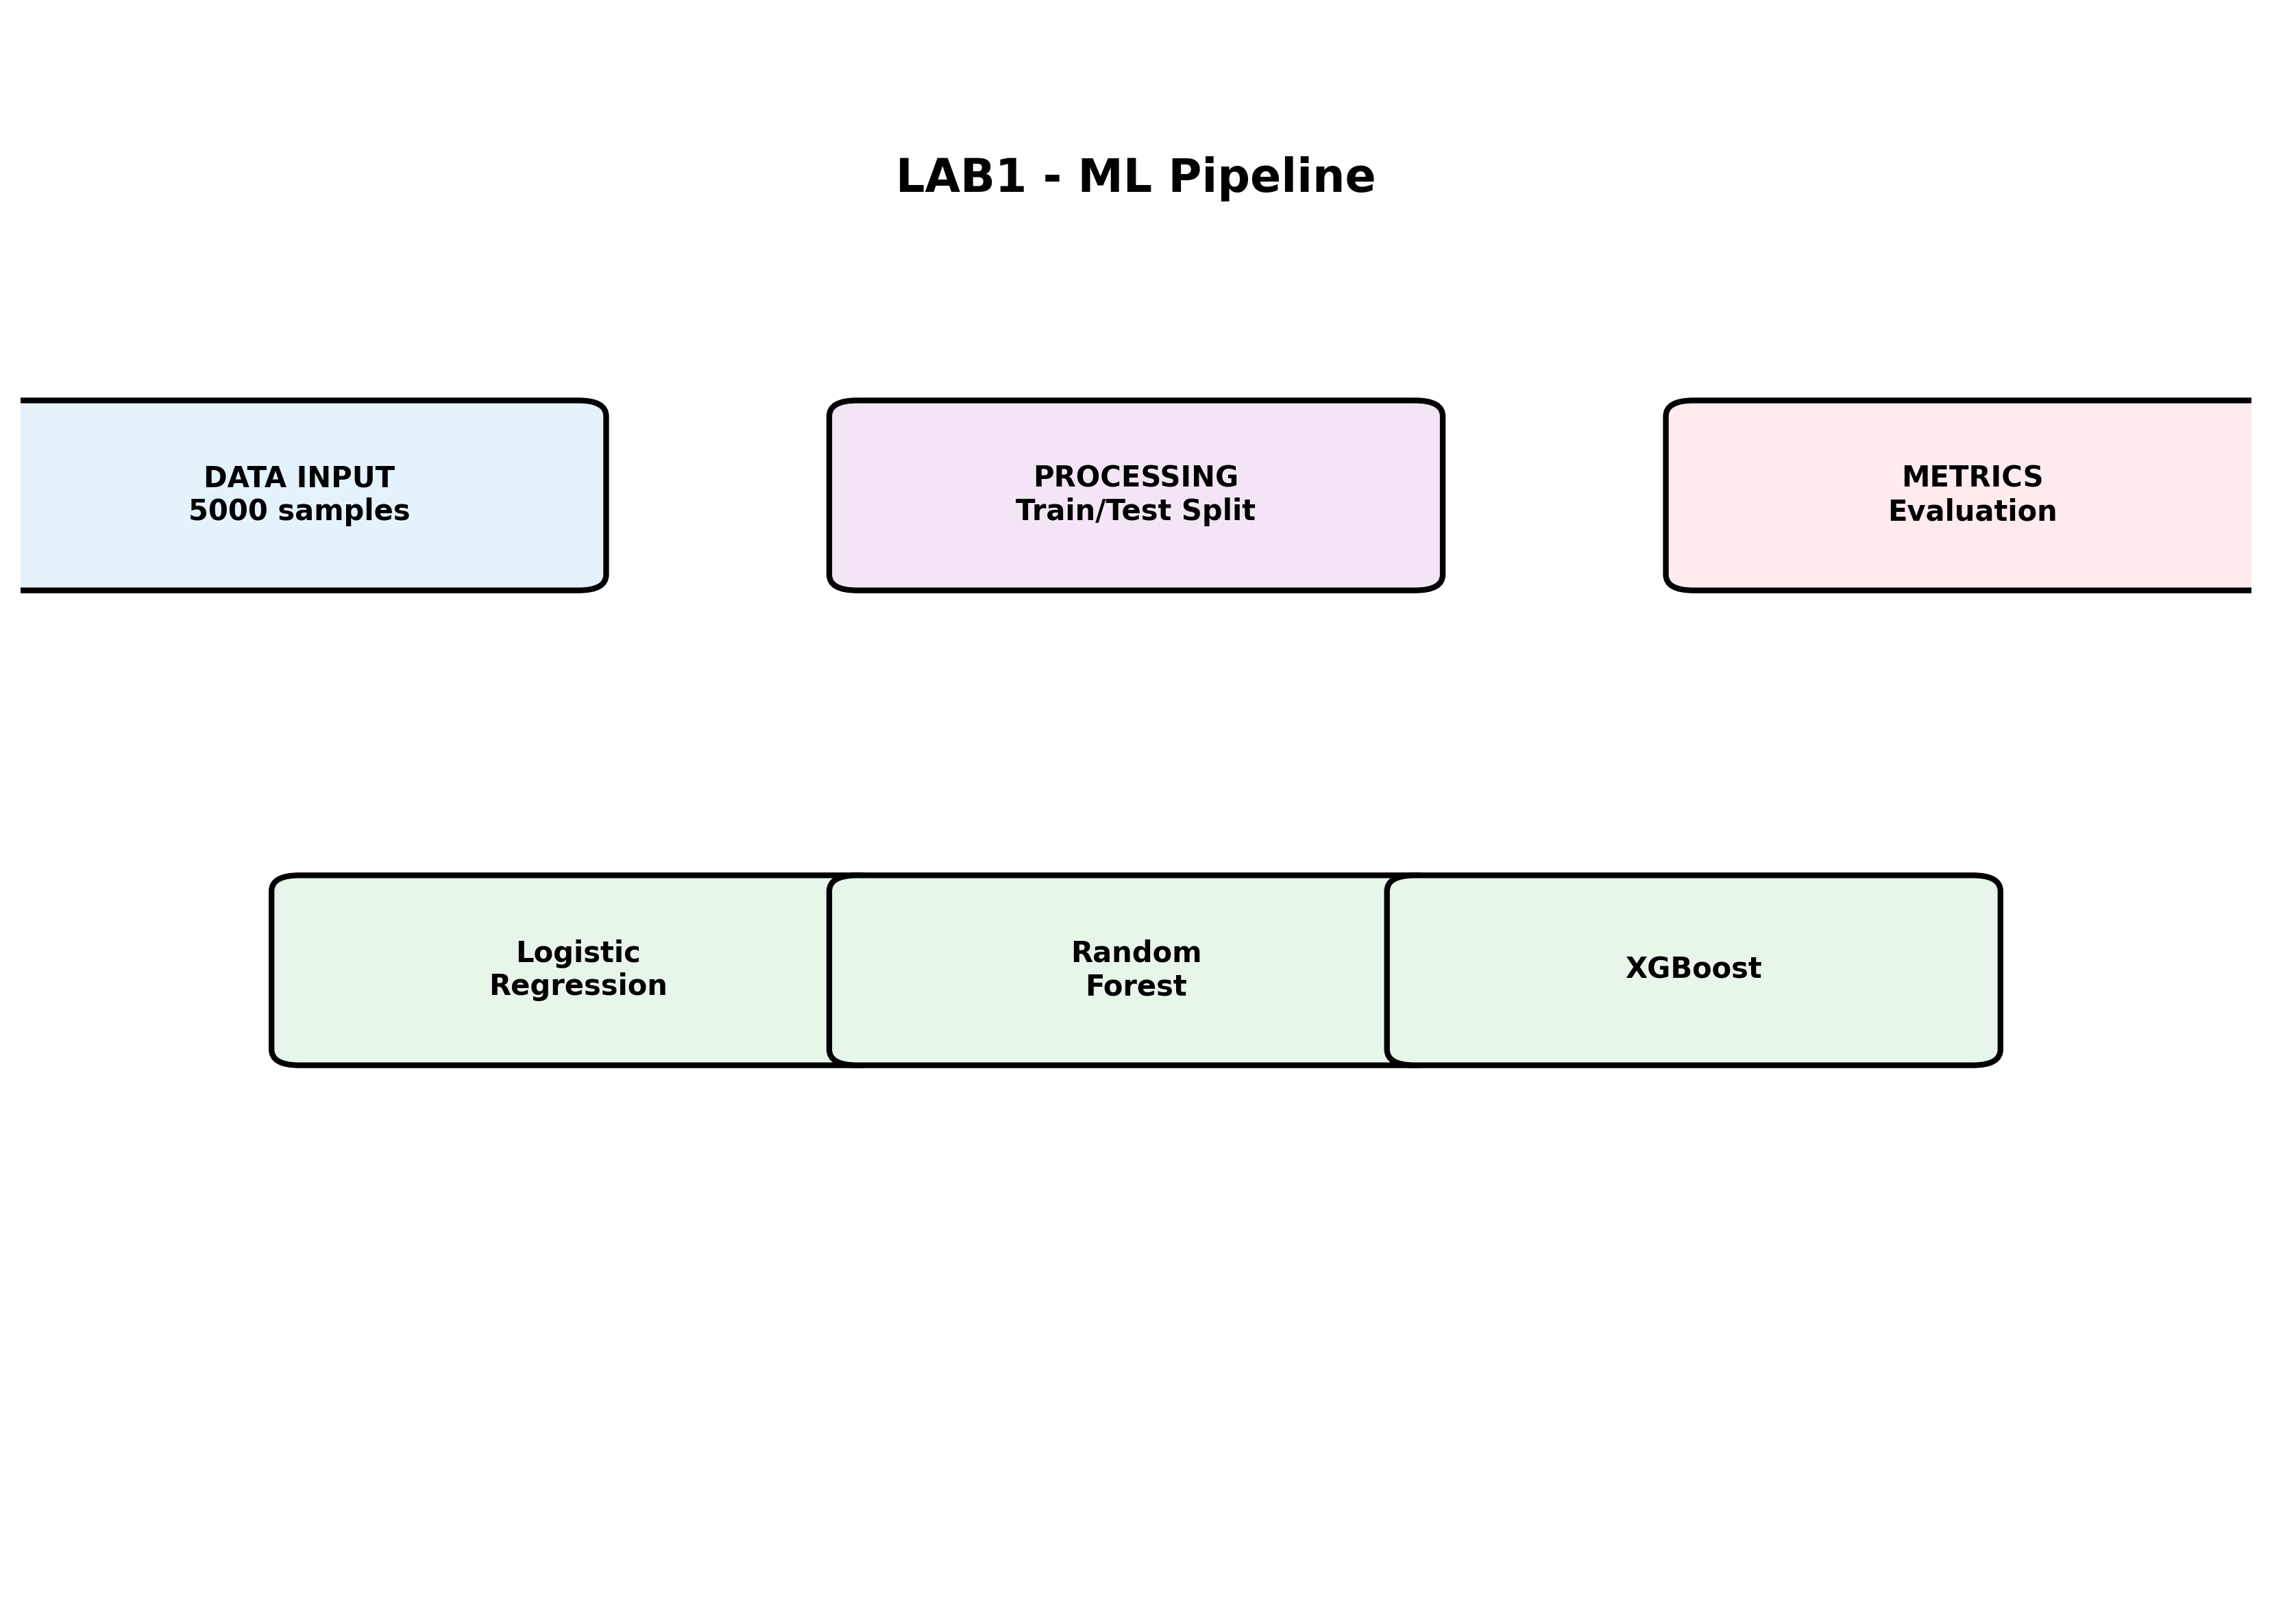 LAB1 - ML Pipeline
DATA INPUT
5000 samples
PROCESSING
Train/Test Split
METRICS
Evaluation
Logistic
Regression
Random
Forest
XGBoost